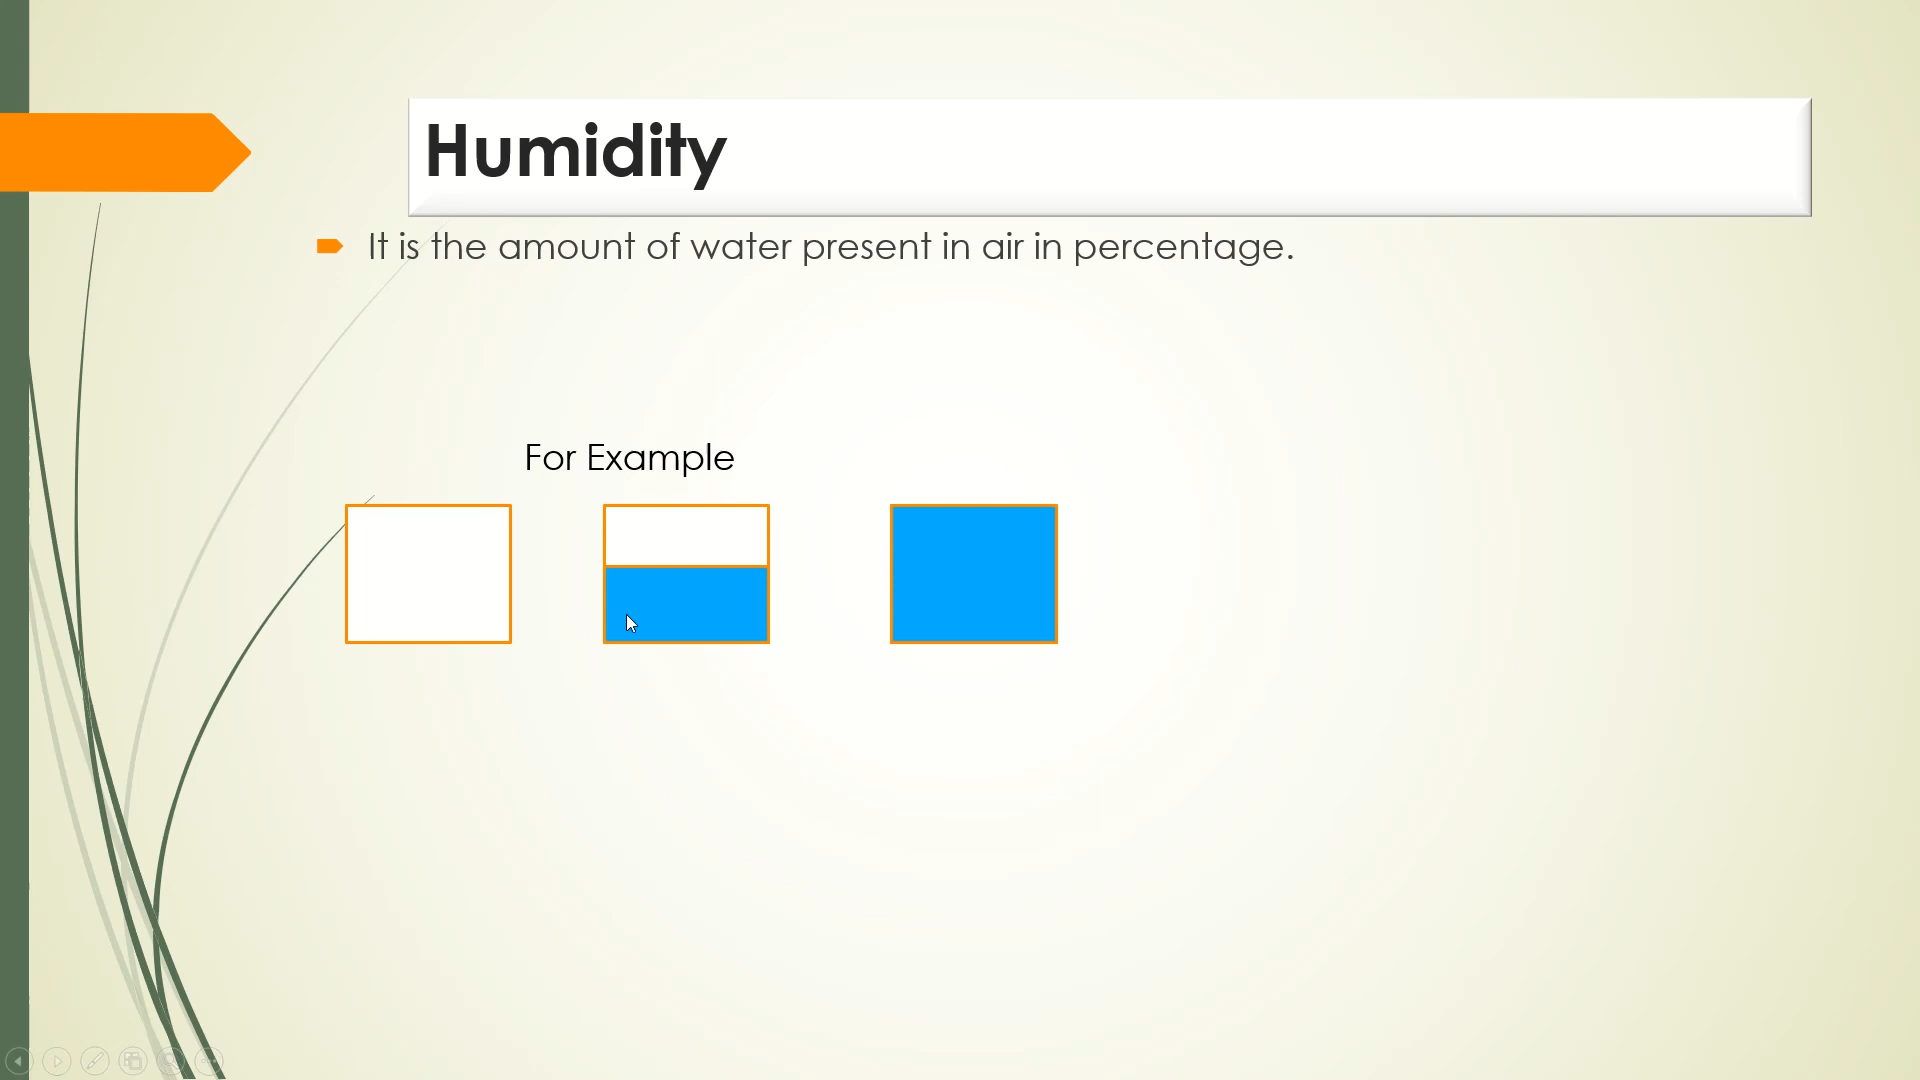 Humidity
It is the amount of water present in air in percentage.
For Example